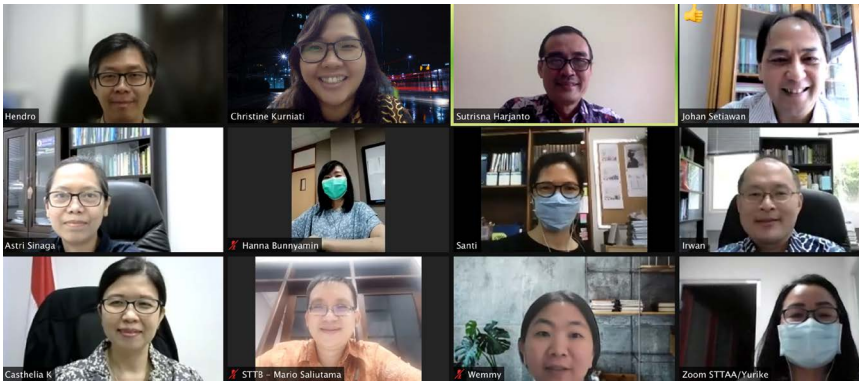 Hendro
Christine Kurniati
Sutrisna Harjanto
Johan Setiawan
Astri Sinaga
Hanna Bunnyamin
Santi
Irwan
Casthelia K
STTB - Mario Saliutama
Wemmy
Zoom STTAA/Yurike